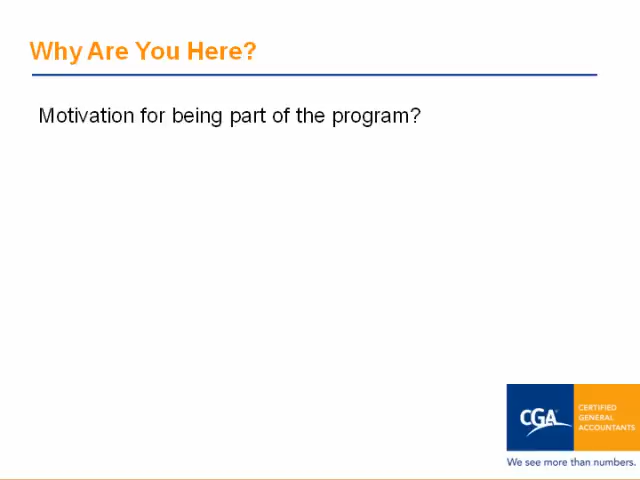 Why Are You Here?
Motivation for being part of the program?
CGA
CERTIFIED
GENERAL
ACCOUNTANTS
We see more than numbers.